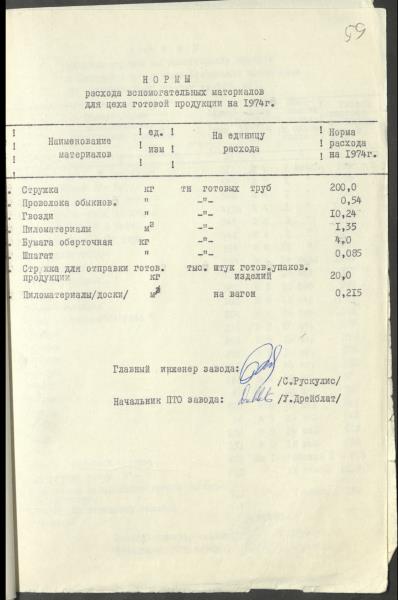 59
НОРМЫ
расхода вспомогательных материалов
для цеха готовой продукции на 1974г.
Наименование материалов | ед. изм | На единицу расхода | Норма расхода на 1974г.
Стружка кг тн готовых труб 200,0
Проволока обыкнов. " -"- 0,54
Гвозди " -"- 10,24
Пиломатериалы м³ -"- 1,35
Бумага оберточная кг -"- 4,0
Шпагат " -"- 0,085
Стружка для отправки готов. тыс. штук готов.упаков.
продукции кг изделий 20,0
Пиломатериалы/доски/ м³ на вагон 0,215
Главный инженер завода:
/С.Рускулис/
Начальник ПТО завода: /У.Дрейблат/